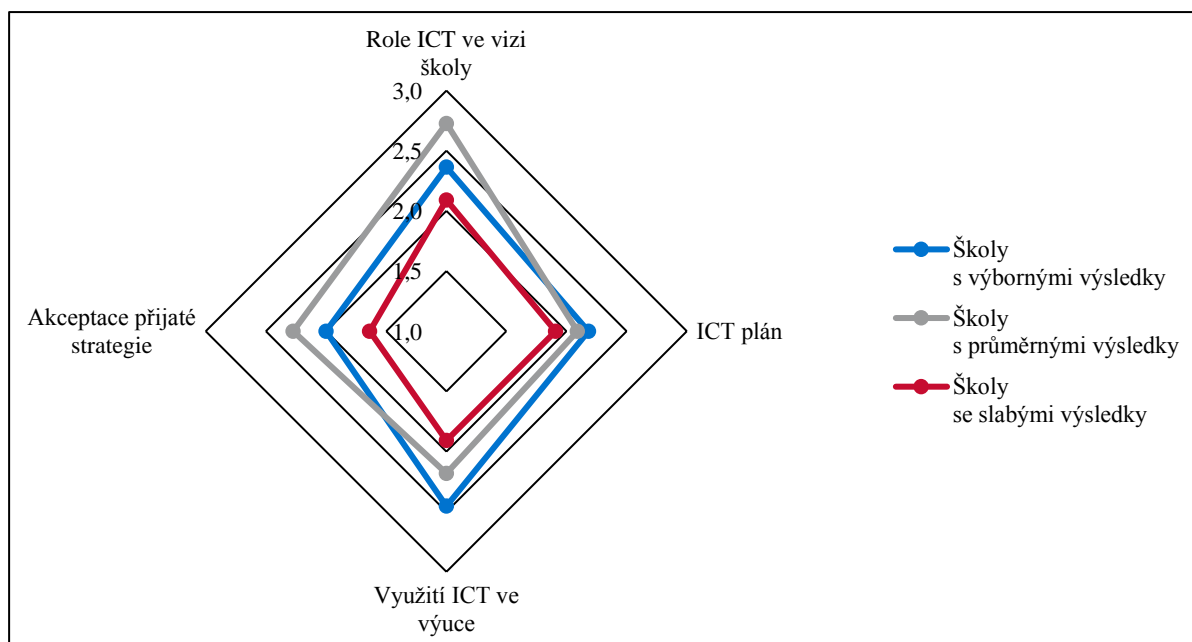 Role ICT ve vizi
školy
3,0
2,5
2,0
1,5
1,0
Akceptace přijaté
strategie
ICT plán
Využití ICT ve
výuce
Školy
s výbornými výsledky
Školy
s průměrnými výsledky
Školy
se slabými výsledky